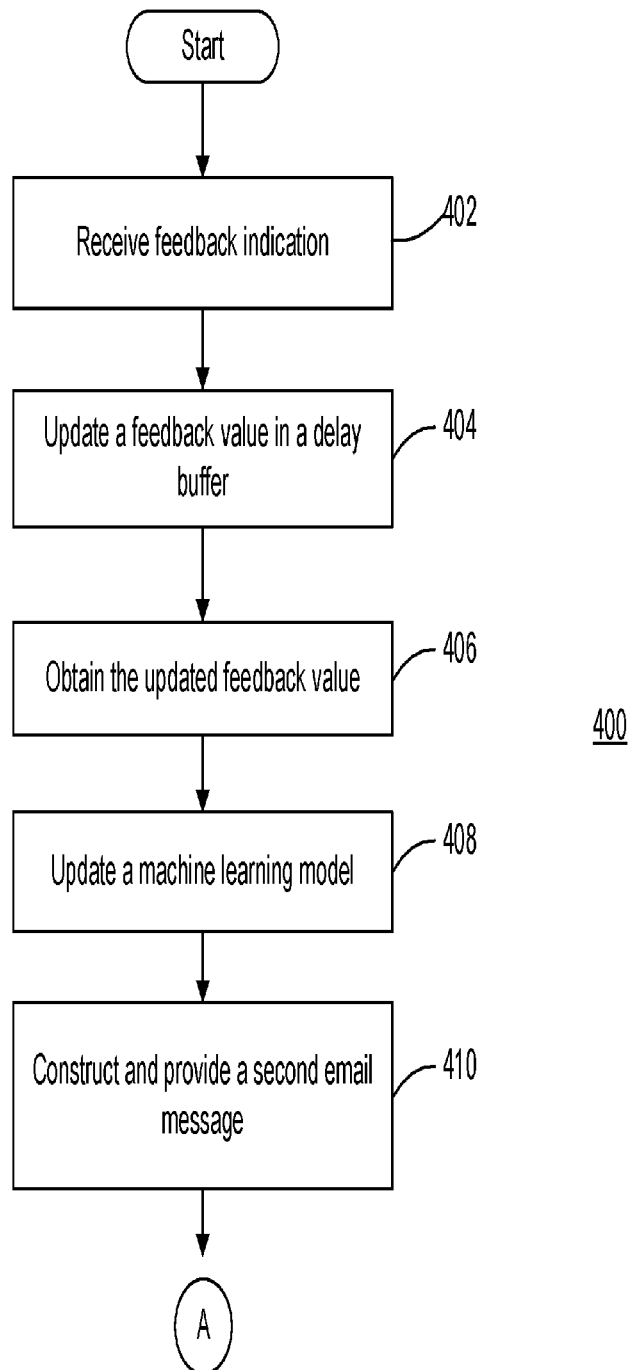 Start
Receive feedback indication
402
Update a feedback value in a delay
buffer
404
Obtain the updated feedback value
406
400
Update a machine learning model
408
Construct and provide a second email
message
410
A